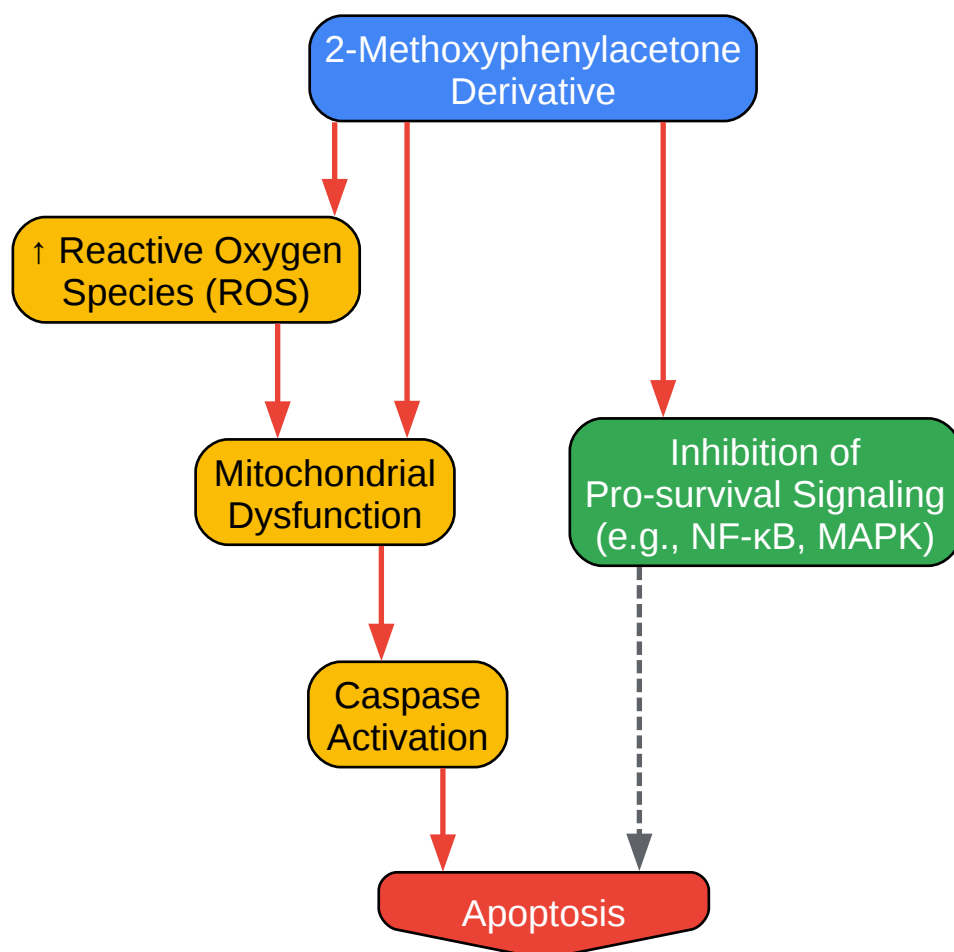 2-Methoxyphenylacetone
Derivative
↑ Reactive Oxygen
Species (ROS)
Mitochondrial
Dysfunction
Inhibition of
Pro-survival Signaling
(e.g., NF-κB, MAPK)
Caspase
Activation
Apoptosis